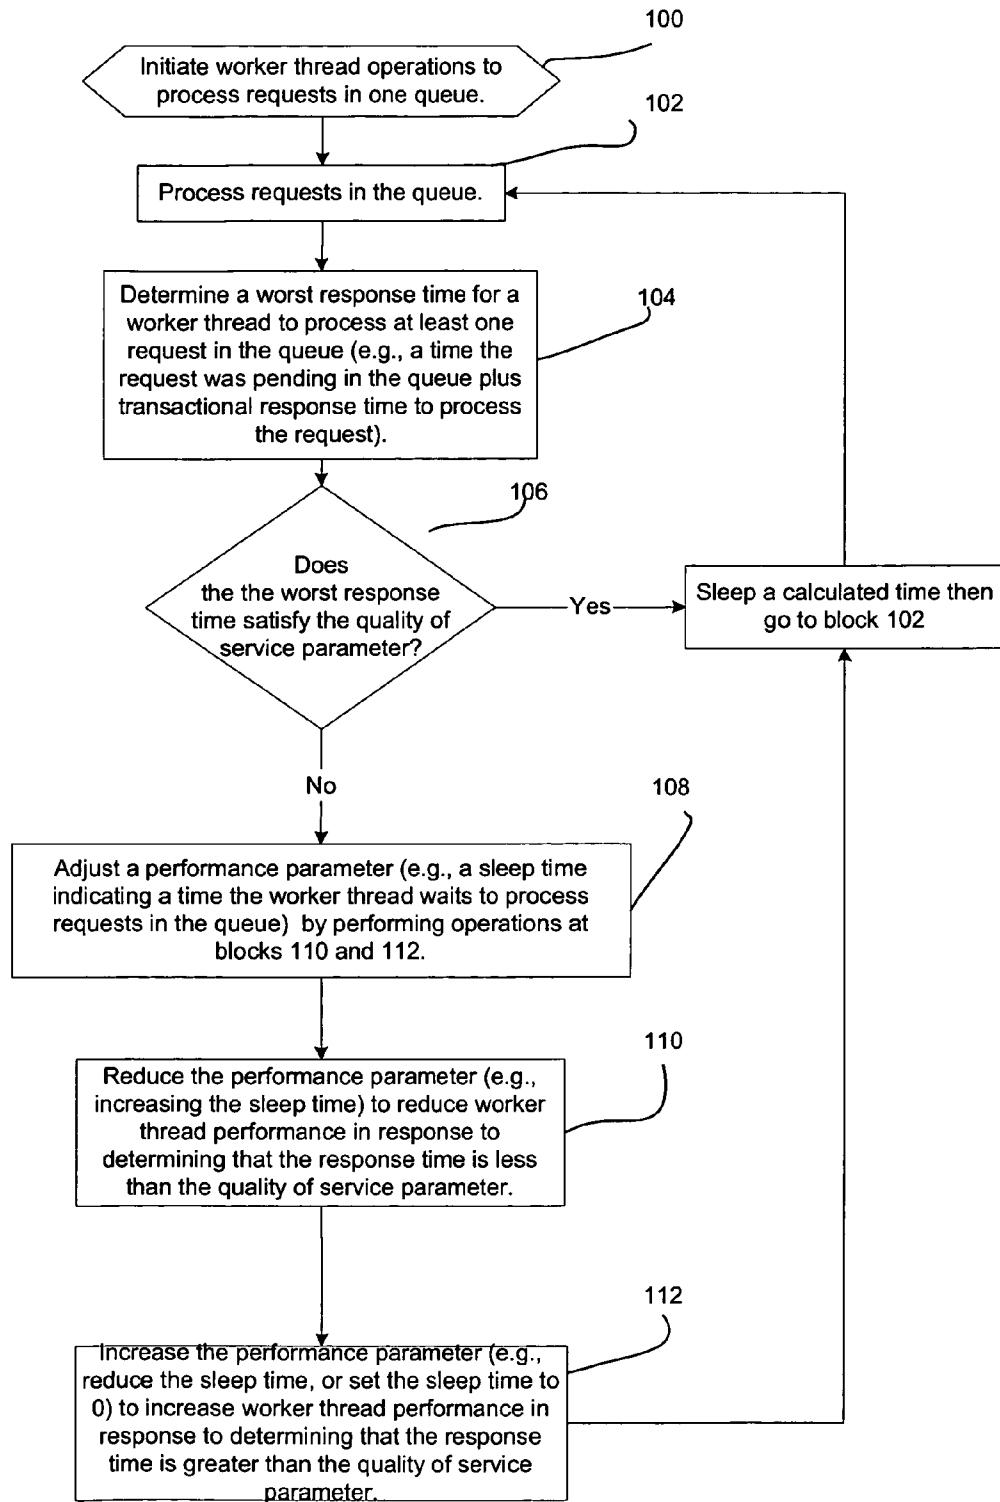 100
Initiate worker thread operations to
process requests in one queue.
102
Process requests in the queue.
104
Determine a worst response time for a
worker thread to process at least one
request in the queue (e.g., a time the
request was pending in the queue plus
transactional response time to process
the request).
106
Does
the the worst response
time satisfy the quality of
service parameter?
Yes
Sleep a calculated time then
go to block 102
No
108
Adjust a performance parameter (e.g., a sleep time
indicating a time the worker thread waits to process
requests in the queue) by performing operations at
blocks 110 and 112.
110
Reduce the performance parameter (e.g.,
increasing the sleep time) to reduce worker
thread performance in response to
determining that the response time is less
than the quality of service parameter.
112
Increase the performance parameter (e.g.,
reduce the sleep time, or set the sleep time to
0) to increase worker thread performance in
response to determining that the response
time is greater than the quality of service
parameter.